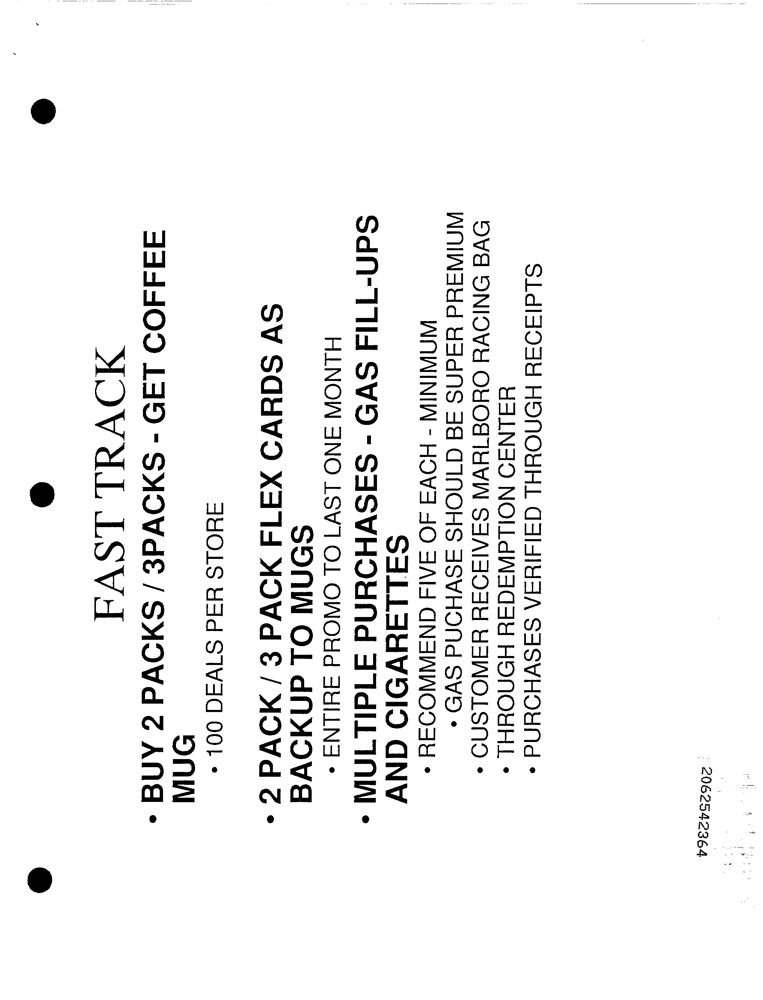 FAST TRACK
• BUY 2 PACKS / 3PACKS - GET COFFEE
MUG
• 100 DEALS PER STORE
• 2 PACK / 3 PACK FLEX CARDS AS
BACKUP TO MUGS
• ENTIRE PROMO TO LAST ONE MONTH
• MULTIPLE PURCHASES - GAS FILL-UPS
AND CIGARETTES
• RECOMMEND FIVE OF EACH - MINIMUM
• GAS PUCHASE SHOULD BE SUPER PREMIUM
• CUSTOMER RECEIVES MARLBORO RACING BAG
• THROUGH REDEMPTION CENTER
• PURCHASES VERIFIED THROUGH RECEIPTS
2062542364